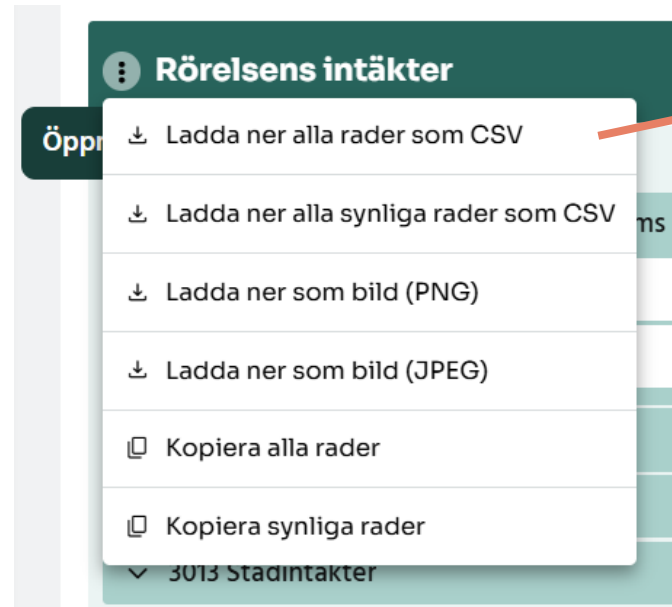 Rörelsens intäkter
Öppn
Ladda ner alla rader som CSV
Ladda ner alla synliga rader som CSV
ms
Ladda ner som bild (PNG)
Ladda ner som bild (JPEG)
Kopiera alla rader
Kopiera synliga rader
3013 Städintäkter